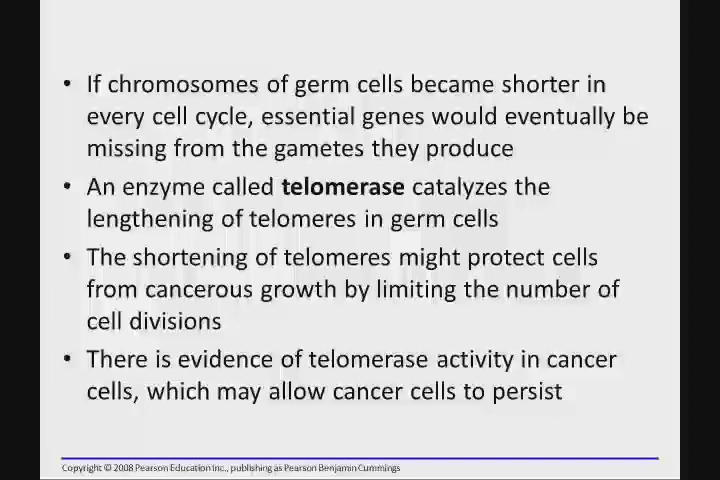 • If chromosomes of germ cells became shorter in
every cell cycle, essential genes would eventually be
missing from the gametes they produce
• An enzyme called telomerase catalyzes the
lengthening of telomeres in germ cells
• The shortening of telomeres might protect cells
from cancerous growth by limiting the number of
cell divisions
• There is evidence of telomerase activity in cancer
cells, which may allow cancer cells to persist
Copyright © 2008 Pearson Education Inc., publishing as Pearson Benjamin Cummings